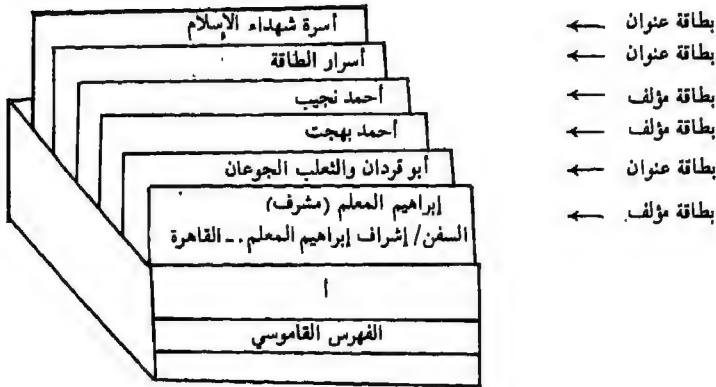 أسرة شهداء الإسلام
بطاقة عنوان
أسرار الطاقة
بطاقة عنوان
أحمد نجيب
بطاقة مؤلف
أحمد بهجت
بطاقة مؤلف
أبو قردان والثعلب الجوعان
بطاقة عنوان
إبراهيم المعلم (مشرف)
السفن/ إشراف إبراهيم المعلم._ القاهرة
بطاقة مؤلف
أ
الفهرس القاموسي